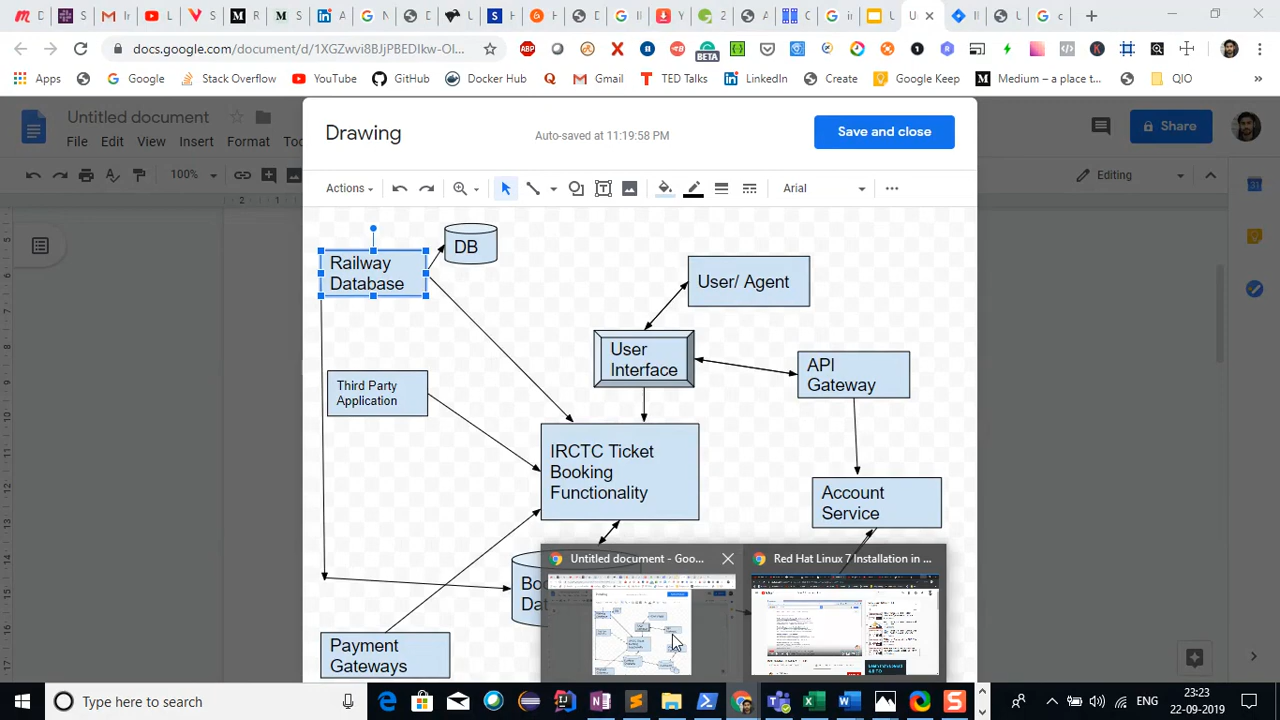 docs.google.com/document/d/1XGZwvi8BJjPBEDIkw-OI...
BETA
Apps
Google
Stack Overflow
YouTube
GitHub
Docker Hub
Gmail
TED Talks
LinkedIn
Create
Google Keep
Medium – a place t...
QIO
Untitled document
File
Edit
View
Insert
Format
Share
Drawing
Auto-saved at 11:19:58 PM
Save and close
100%
Editing
Actions
Arial
DB
Railway
Database
User/ Agent
User
Interface
API
Gateway
Third Party
Application
IRCTC Ticket
Booking
Functionality
Account
Service
Payment
Gateways
Untitled document - Goo...
Red Hat Linux 7 Installation in ...
Type here to search
ENG
22-09-2019